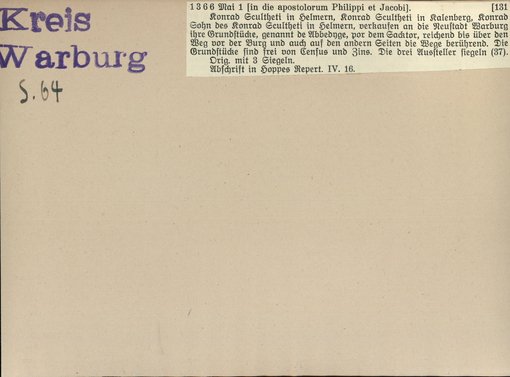 Kreis
Warburg
S. 64
1366 Mai 1 [in die apostolorum Philippi et Jacobi]. [131
Konrad Sculteti in Helmern, Konrad Sculteti in Kalenberg, Konrad
Sohn des Konrad Sculteti in Helmern, verkaufen an die Neustadt Warburg
ihre Grundstücke, genannt de Abbedyge, vor dem Sacktor, reichend bis über den
Weg vor der Burg und auch auf den andern Seiten die Wege berührend. Die
Grundstücke sind frei von Census und Zins. Die drei Aussteller siegeln (37).
Orig. mit 3 Siegeln.
Abschrift in Hoppes Repert. IV. 16.